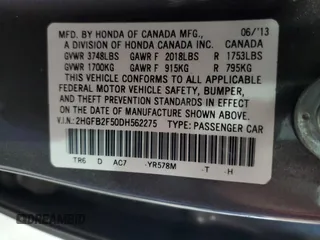 MFD. BY HONDA OF CANADA MFG., 06/'13
A DIVISION OF HONDA CANADA INC. CANADA
GVWR 3748LBS GAWR F 2018LBS R 1753LBS
GVWR 1700KG GAWR F 915KG R 795KG
THIS VEHICLE CONFORMS TO ALL APPLICABLE
FEDERAL MOTOR VEHICLE SAFETY, BUMPER,
AND THEFT PREVENTION STANDARDS IN EFFECT ON
THE DATE OF MANUFACTURE SHOWN ABOVE.
V.I.N.: 2HGFB2F50DH562275 TYPE: PASSENGER CAR
TR6 D AC7 -YR578M -T -H
DREAMBID